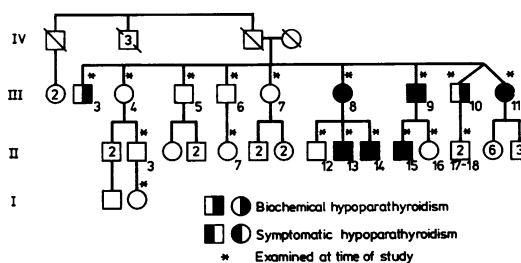 IV
3
* * * * * * * * *
III
2 3 4 5 6 7 8 9 10 11
* * * * * * *
II
2 3 2 7 2 2 12 13 14 15 16 2 17-18 6 3
*
I
Biochemical hypoparathyroidism
Symptomatic hypoparathyroidism
* Examined at time of study